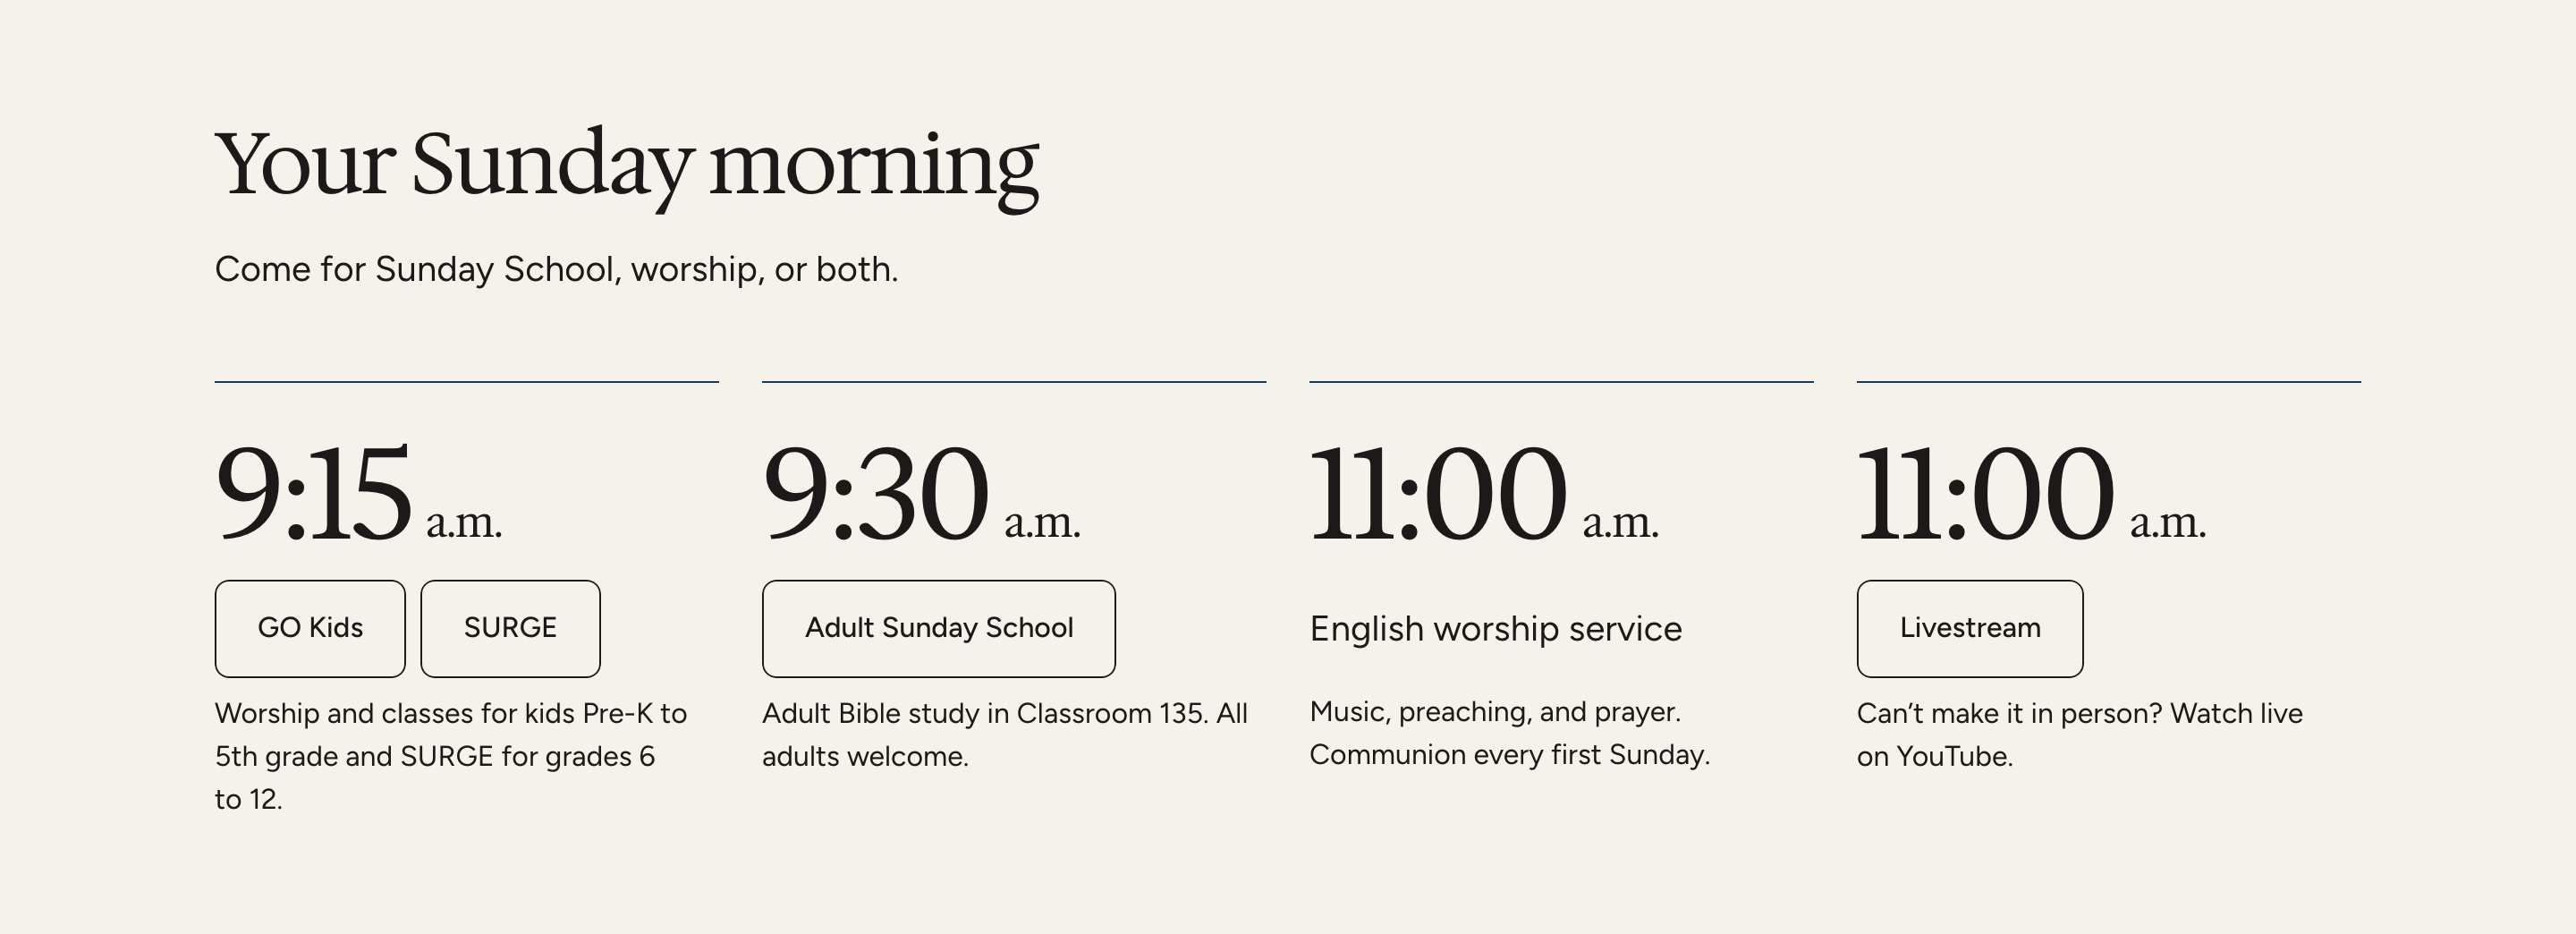 Your Sunday morning
Come for Sunday School, worship, or both.
9:15 a.m.
GO Kids
SURGE
Worship and classes for kids Pre-K to
5th grade and SURGE for grades 6
to 12.
9:30 a.m.
Adult Sunday School
Adult Bible study in Classroom 135. All
adults welcome.
11:00 a.m.
English worship service
Music, preaching, and prayer.
Communion every first Sunday.
11:00 a.m.
Livestream
Can’t make it in person? Watch live
on YouTube.